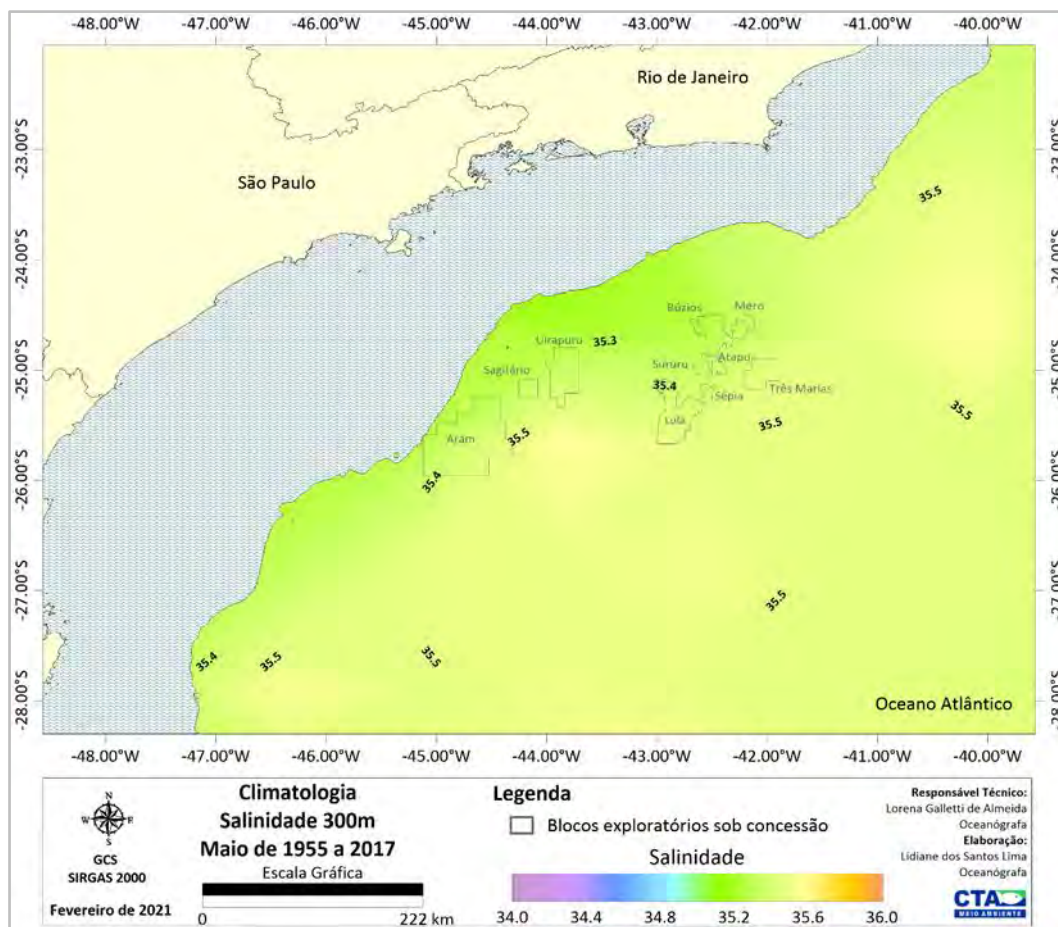 -48.00°W -47.00°W -46.00°W -45.00°W -44.00°W -43.00°W -42.00°W -41.00°W -40.00°W
-23.00°S -24.00°S -25.00°S -26.00°S -27.00°S -28.00°S
Rio de Janeiro
São Paulo
35.5
Búzios Mero
Uirapuru 35.3
Sururu Atapu
Sagitário
35.4 Três Marias
Sépia
35.5
Lula 35.5
Aram 35.5
35.4
35.5
35.4 35.5 35.5
Oceano Atlântico
-23.00°S -24.00°S -25.00°S -26.00°S -27.00°S -28.00°S
-48.00°W -47.00°W -46.00°W -45.00°W -44.00°W -43.00°W -42.00°W -41.00°W -40.00°W
N
W E
S
GCS
SIRGAS 2000
Fevereiro de 2021
Climatologia
Salinidade 300m
Maio de 1955 a 2017
Escala Gráfica
0 222 km
Legenda
Blocos exploratórios sob concessão
Salinidade
34.0 34.4 34.8 35.2 35.6 36.0
Responsável Técnico:
Lorena Galletti de Almeida
Oceanógrafa
Elaboração:
Lidiane dos Santos Lima
Oceanógrafa
CTA
MEIO AMBIENTE